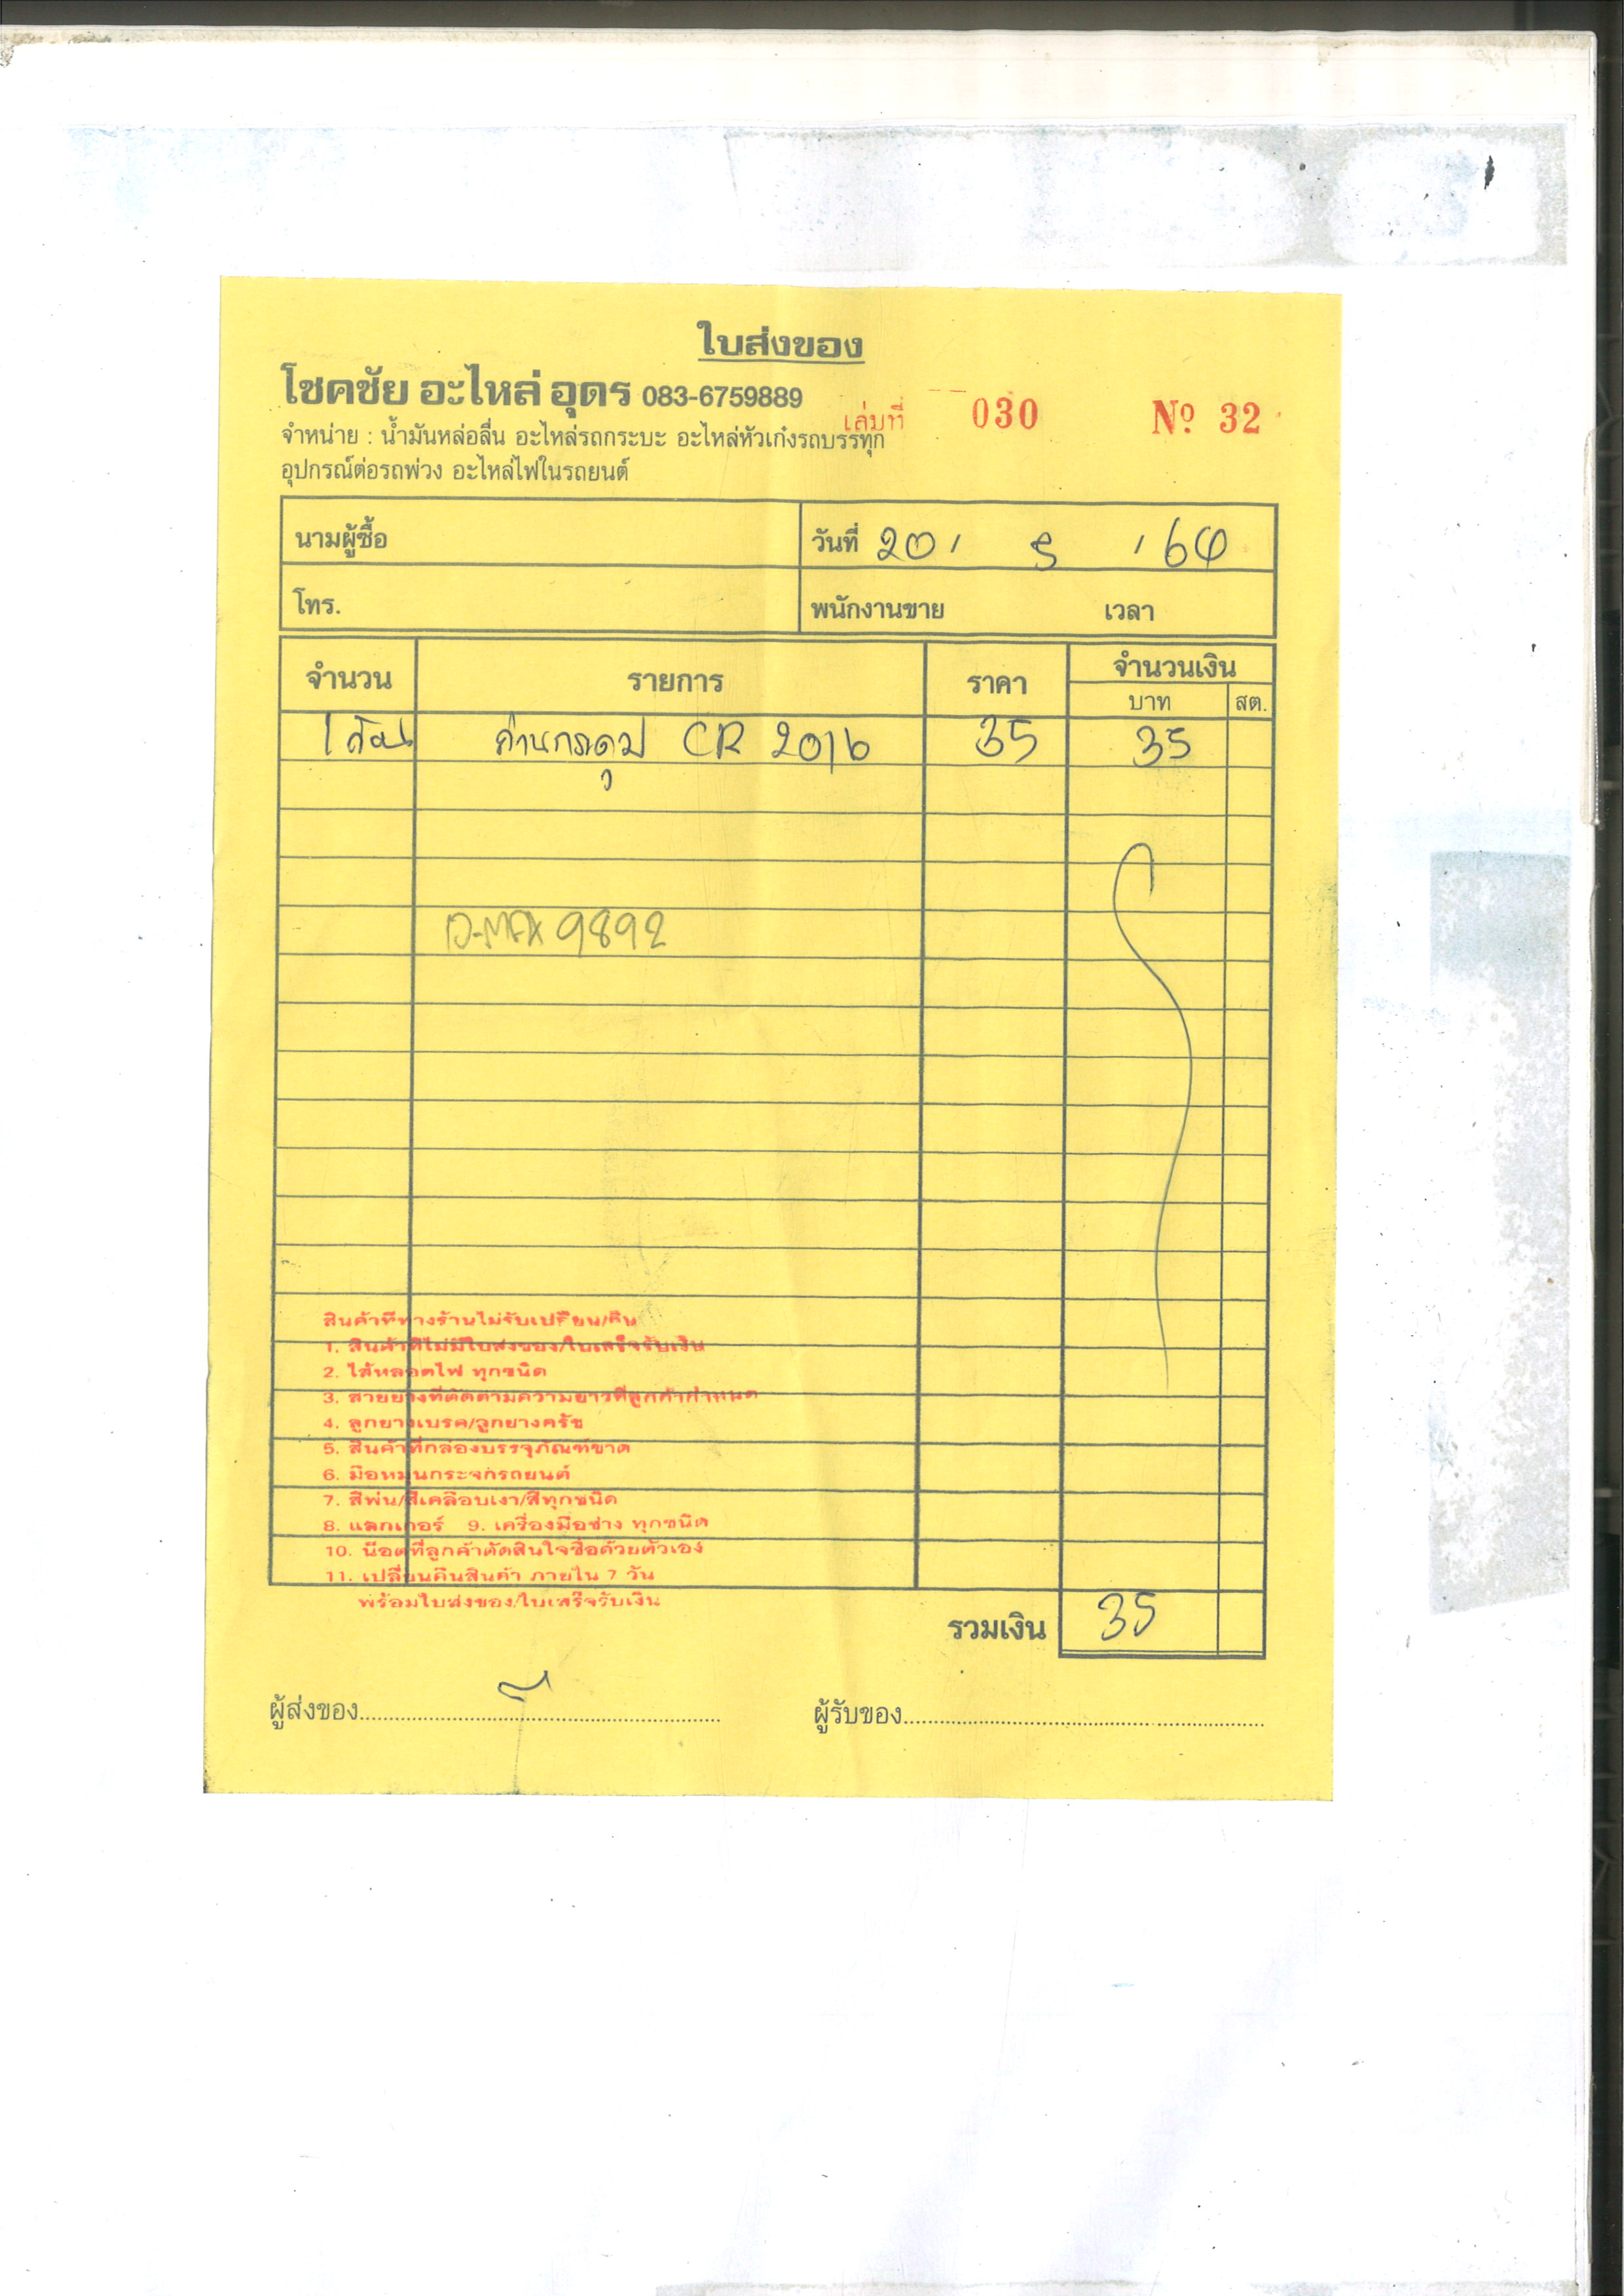 ใบส่งของ
โชคชัย อะไหล่ อุดร 083-6759889
เล่มที่ 030 Nº 32
จำหน่าย : น้ำมันหล่อลื่น อะไหล่รถกระบะ อะไหล่หัวเก๋งรถบรรทุก
อุปกรณ์ต่อรถพ่วง อะไหล่ไฟในรถยนต์
นามผู้ซื้อ วันที่ 20 / 5 / 64
โทร. พนักงานขาย เวลา
จำนวน รายการ ราคา จำนวนเงิน
บาท สต.
1 ก้อน ถ่านกระดุม CR 2016 35 35
D-MAX 9892
สินค้าที่ทางร้านไม่รับเปลี่ยน/คืน
1. สินค้าที่ไม่มีใบส่งของ/ใบเสร็จรับเงิน
2. ไส้หลอดไฟ ทุกชนิด
3. สายยางที่ตัดตามความยาวที่ลูกค้ากำหนด
4. ลูกยางเบรค/ลูกยางครัช
5. สินค้าที่กล่องบรรจุภัณฑ์ขาด
6. มือหมุนกระจกรถยนต์
7. สีพ่น/สีเคลือบเงา/สีทุกชนิด
8. แลกเกอร์ 9. เครื่องมือช่าง ทุกชนิด
10. น๊อตที่ลูกค้าตัดสินใจซื้อด้วยตัวเอง
11. เปลี่ยนคืนสินค้า ภายใน 7 วัน
พร้อมใบส่งของ/ใบเสร็จรับเงิน
รวมเงิน 35
ผู้ส่งของ ผู้รับของ